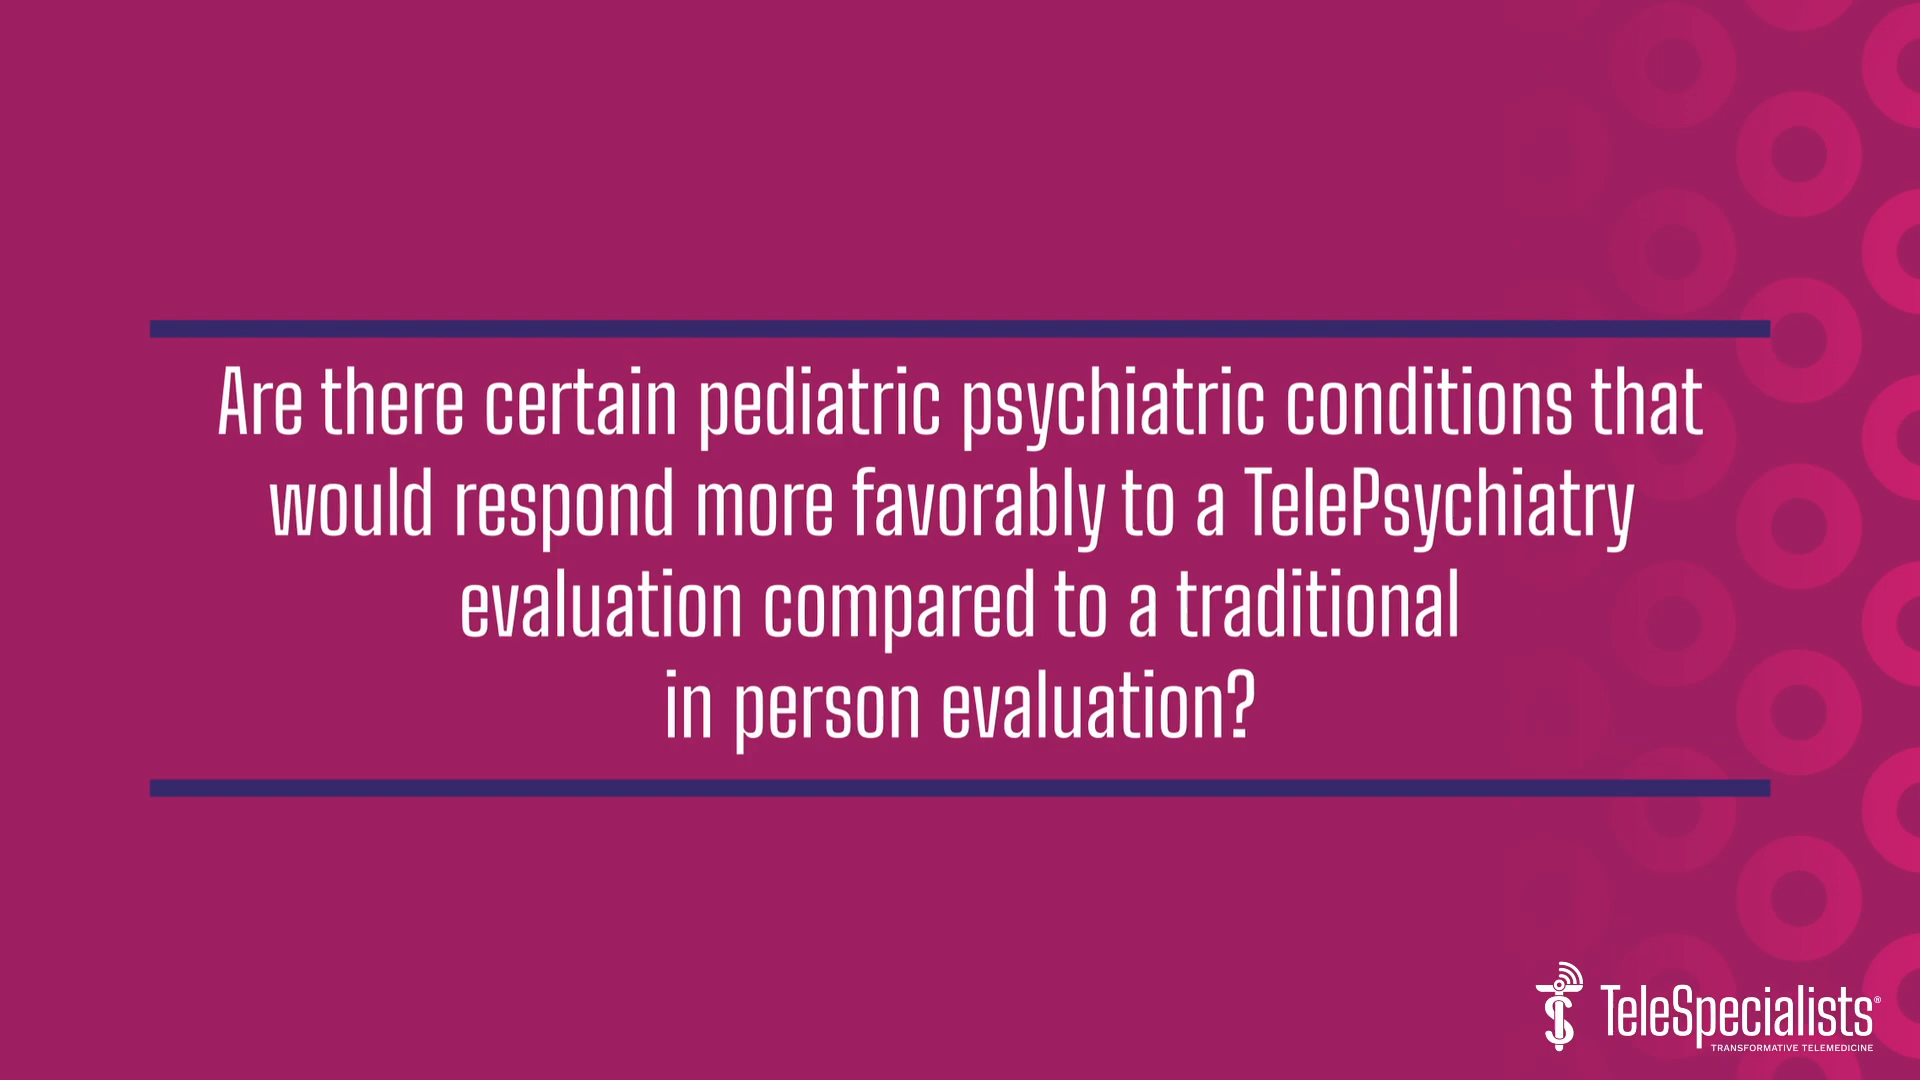 Are there certain pediatric psychiatric conditions that
would respond more favorably to a TelePsychiatry
evaluation compared to a traditional
in person evaluation?
TeleSpecialists®
TRANSFORMATIVE TELEMEDICINE